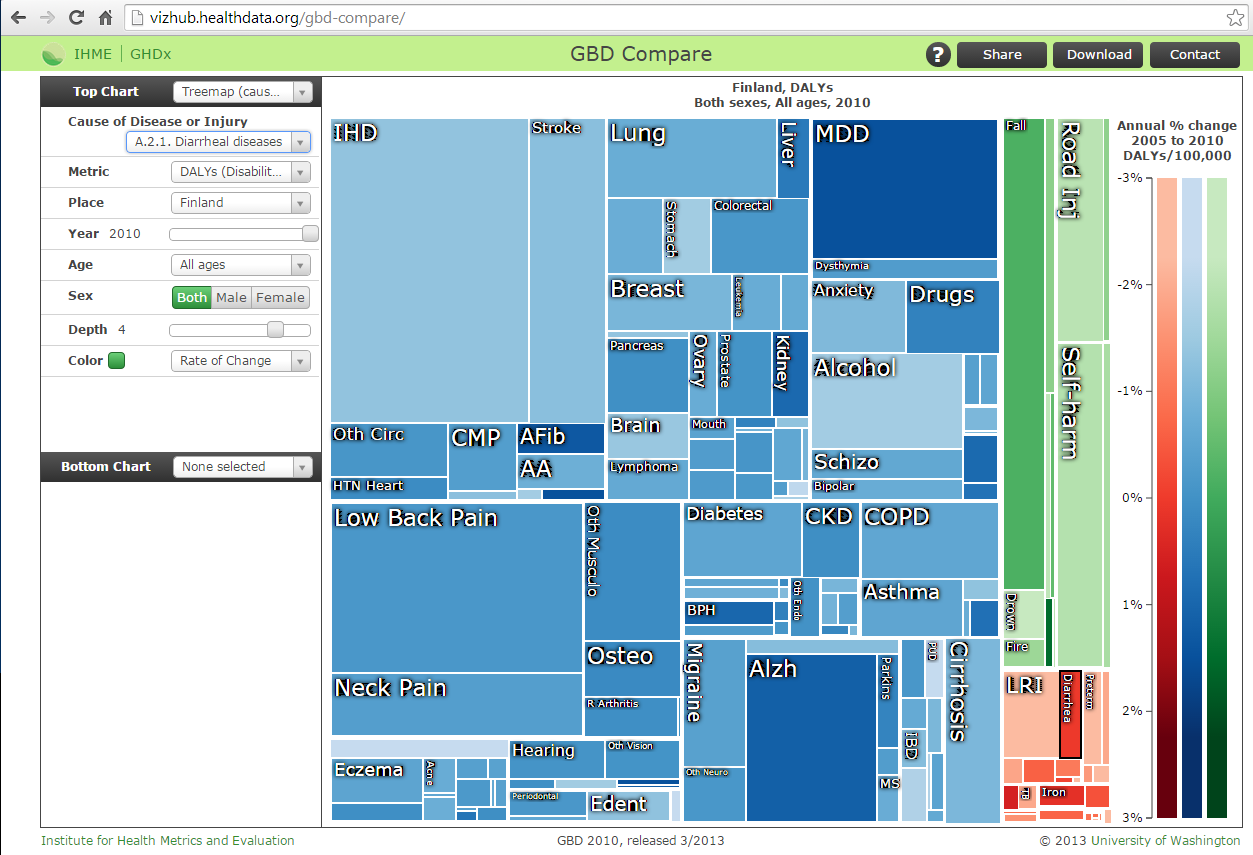 vizhub.healthdata.org/gbd-compare/
IHME | GHDx
GBD Compare
?
Share
Download
Contact
Top Chart
Treemap (caus...
Cause of Disease or Injury
A.2.1. Diarrheal diseases
Metric
DALYs (Disabilit...
Place
Finland
Year 2010
Age
All ages
Sex
Both Male Female
Depth 4
Color
Rate of Change
Bottom Chart
None selected
Finland, DALYs
Both sexes, All ages, 2010
IHD
Stroke
Oth Circ
HTN Heart
CMP
AFib
AA
Lung
Liver
Stomach
Colorectal
Breast
Leukemia
Pancreas
Ovary
Prostate
Kidney
Brain
Mouth
Lymphoma
MDD
Dysthymia
Anxiety
Drugs
Alcohol
Schizo
Bipolar
Low Back Pain
Neck Pain
Oth Musculo
Osteo
R Arthritis
Diabetes
CKD
COPD
BPH
Oth Endo
Asthma
Migraine
Oth Neuro
Alzh
Parkins
MS
PUD
IBD
Cirrhosis
Eczema
Acne
Hearing
Oth Vision
Periodontal
Edent
Fall
Road Inj
Self-harm
Drown
Fire
LRI
Diarrhea
Preterm
TB
Iron
Annual % change
2005 to 2010
DALYs/100,000
-3%
-2%
-1%
0%
1%
2%
3%
Institute for Health Metrics and Evaluation
GBD 2010, released 3/2013
© 2013 University of Washington